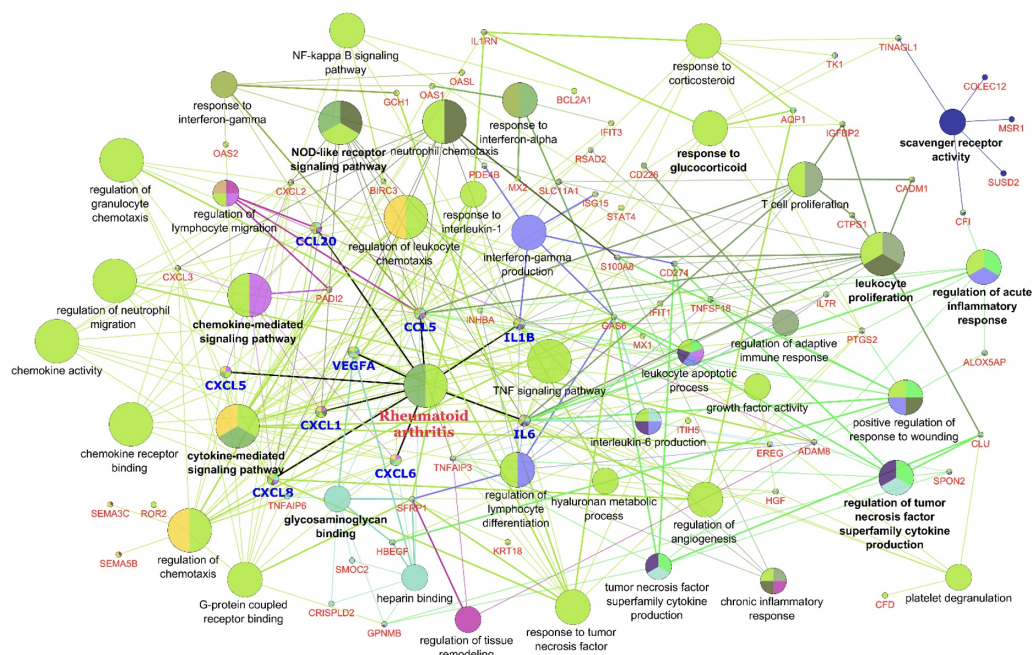 IL1RN
NF-kappa B signaling
pathway
response to
corticosteroid
TINAGL1
TK1
OASL
COLEC12
response to
interferon-gamma
GCH1
OAS1
BCL2A1
response to
interferon-alpha
IFIT3
AQP1
IGFBP2
MSR1
scavenger receptor
activity
OAS2
NOD-like receptor
signaling pathway
neutrophil chemotaxis
RSAD2
response to
glucocorticoid
SUSD2
PDE4B
CD226
T cell proliferation
CADM1
regulation of
granulocyte
chemotaxis
CXCL2
BIRC3
MX2
SLC11A1
ISG15
STAT4
regulation of
lymphocyte migration
response to
interleukin-1
CTPS1
CFI
CCL20
regulation of leukocyte
chemotaxis
interferon-gamma
production
S100A8
CD274
leukocyte
proliferation
regulation of acute
inflammatory
response
CXCL3
PADI2
regulation of neutrophil
migration
TNFSF18
IL7R
chemokine-mediated
signaling pathway
CCL5
INHBA
IL1B
GAS6
IFIT1
MX1
PTGS2
regulation of adaptive
immune response
ALOX5AP
chemokine activity
VEGFA
leukocyte apoptotic
process
CXCL5
TNF signaling pathway
growth factor activity
Rheumatoid
arthritis
CXCL1
IL6
ITIH5
positive regulation of
response to wounding
interleukin-6 production
chemokine receptor
binding
cytokine-mediated
signaling pathway
CLU
EREG
ADAM8
CXCL6
TNFAIP3
SPON2
CXCL8
hyaluronan metabolic
process
HGF
TNFAIP6
glycosaminoglycan
binding
SFRP1
regulation of
lymphocyte
differentiation
regulation of
angiogenesis
regulation of tumor
necrosis factor
superfamily cytokine
production
SEMA3C
ROR2
SEMA5B
regulation of
chemotaxis
HBEGF
KRT18
SMOC2
heparin binding
tumor necrosis factor
superfamily cytokine
production
chronic inflammatory
response
CFD
platelet degranulation
G-protein coupled
receptor binding
CRISPLD2
GPNMB
regulation of tissue
remodeling
response to tumor
necrosis factor